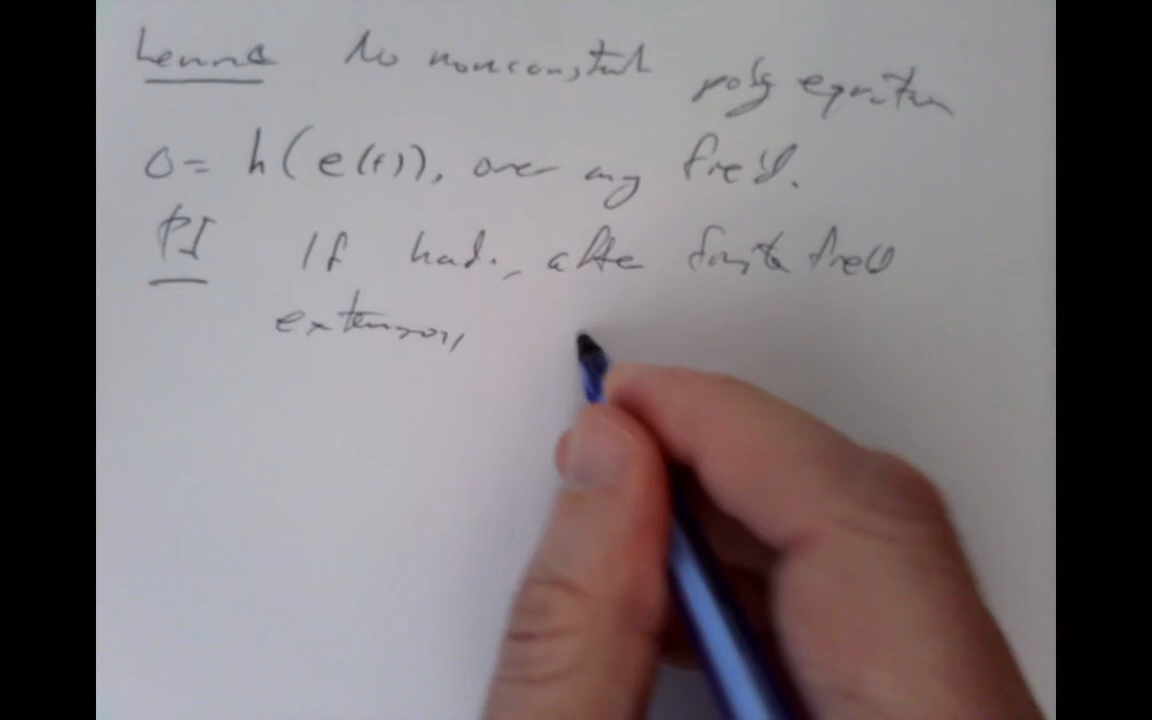 Lemma No nonconstant poly equation
0 = h(e(t)), over any field.
Pf If had, after finite field
extension,